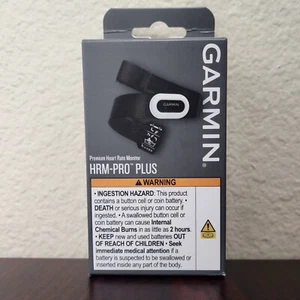 GARMIN®
GARMIN
Premium Heart Rate Monitor
HRM-PRO™ PLUS
⚠ WARNING
• INGESTION HAZARD: This product
contains a button cell or coin battery. •
DEATH or serious injury can occur if
ingested. • A swallowed button cell or
coin battery can cause Internal
Chemical Burns in as little as 2 hours.
• KEEP new and used batteries OUT
OF REACH OF CHILDREN • Seek
immediate medical attention if a
battery is suspected to be swallowed or
inserted inside any part of the body.